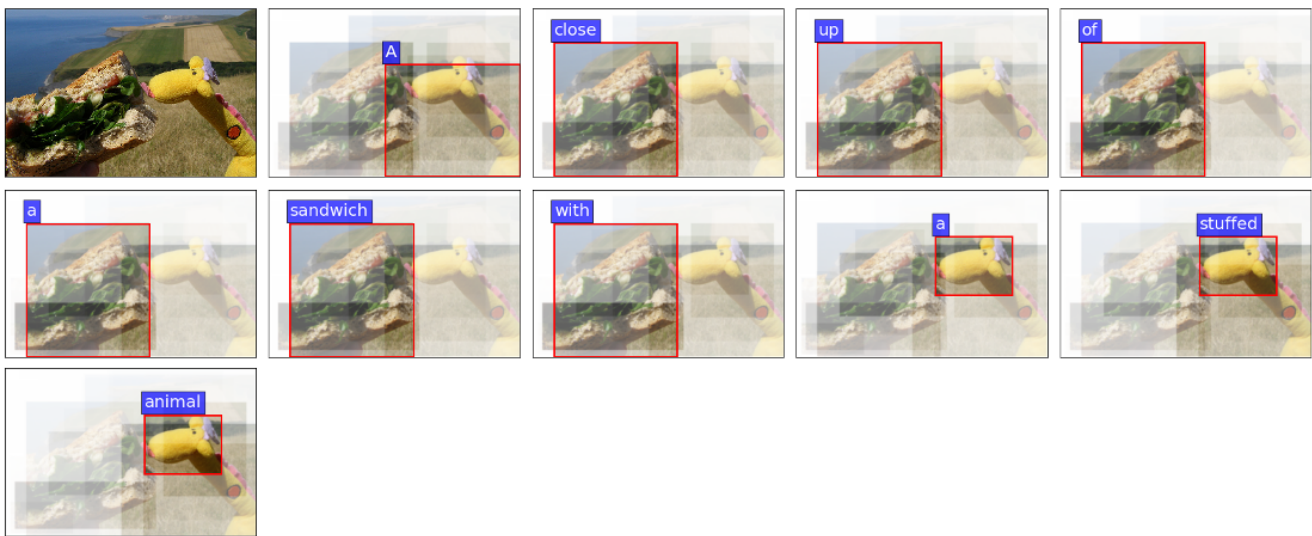 A
close
up
of
a
sandwich
with
a
stuffed
animal